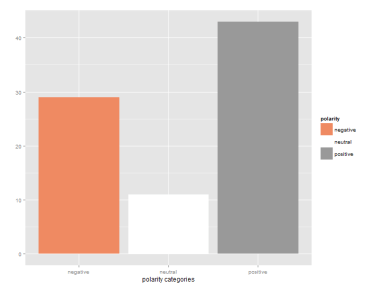 40
30
20
10
0
negative
neutral
positive
polarity categories
polarity
negative
neutral
positive